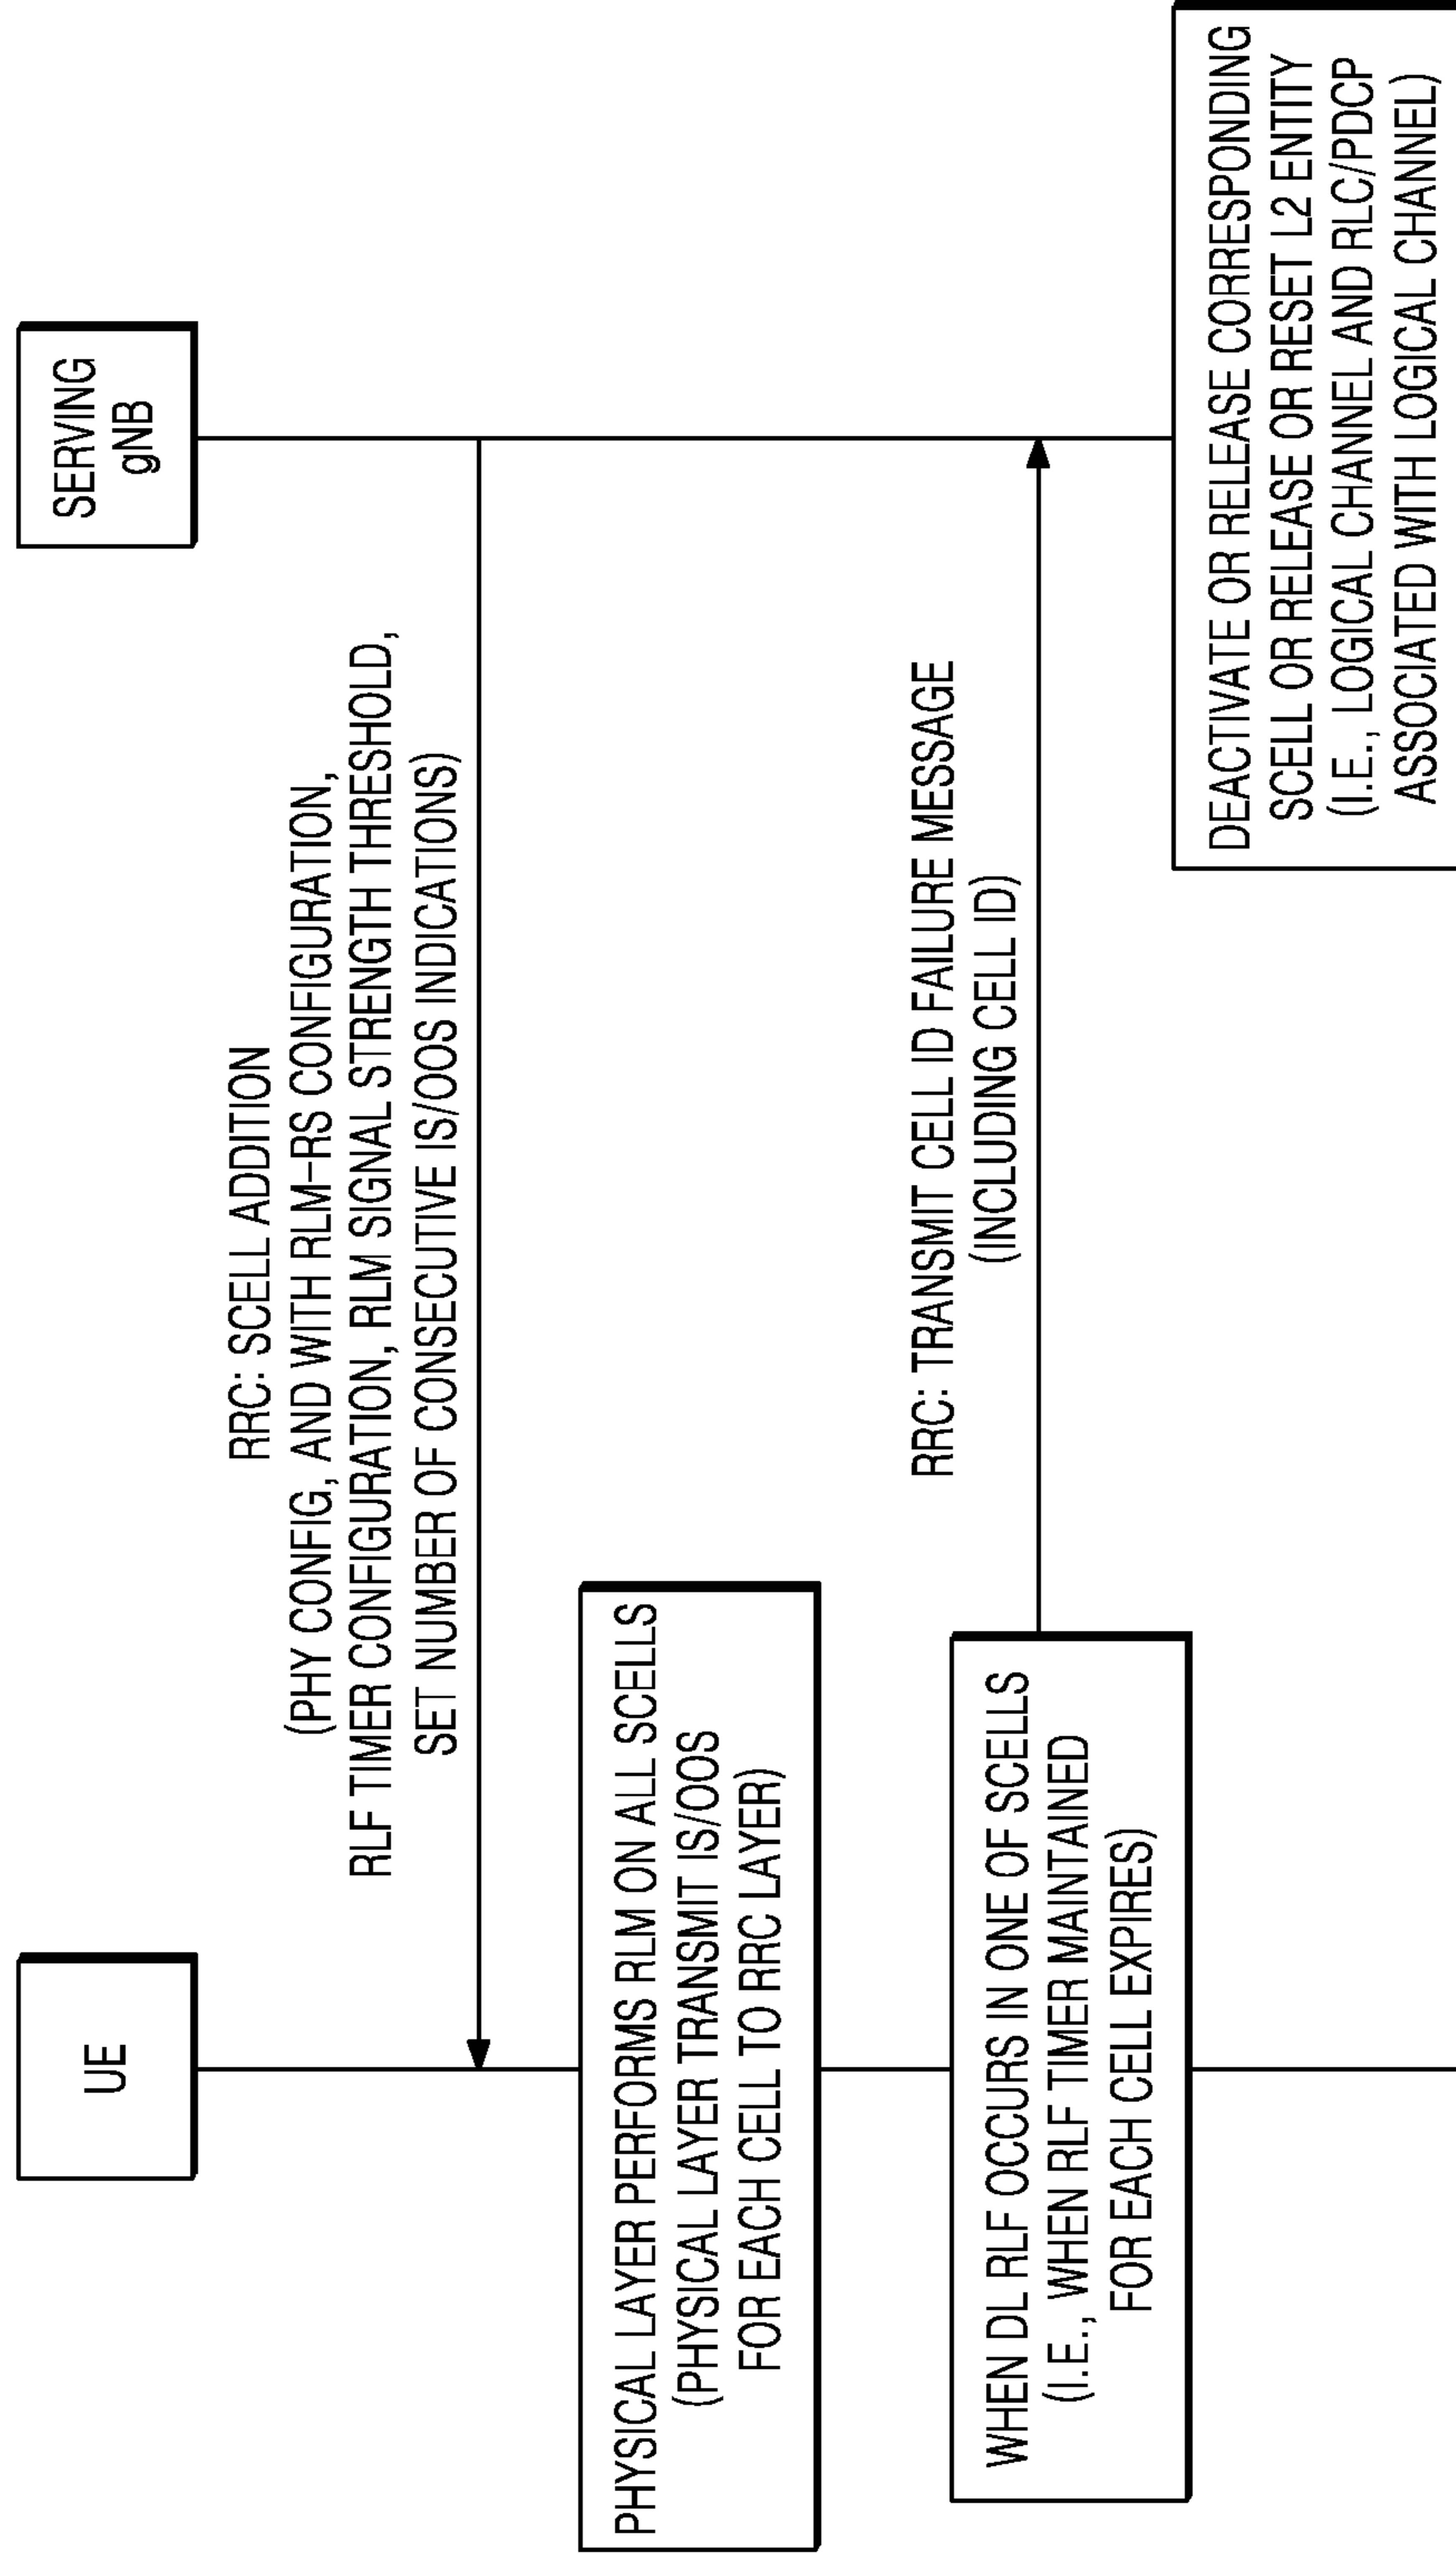 UE
SERVING
gNB
RRC: SCELL ADDITION
(PHY CONFIG, AND WITH RLM-RS CONFIGURATION,
RLF TIMER CONFIGURATION, RLM SIGNAL STRENGTH THRESHOLD,
SET NUMBER OF CONSECUTIVE IS/OOS INDICATIONS)
PHYSICAL LAYER PERFORMS RLM ON ALL SCELLS
(PHYSICAL LAYER TRANSMIT IS/OOS
FOR EACH CELL TO RRC LAYER)
WHEN DL RLF OCCURS IN ONE OF SCELLS
(I.E., WHEN RLF TIMER MAINTAINED
FOR EACH CELL EXPIRES)
RRC: TRANSMIT CELL ID FAILURE MESSAGE
(INCLUDING CELL ID)
DEACTIVATE OR RELEASE CORRESPONDING
SCELL OR RELEASE OR RESET L2 ENTITY
(I.E., LOGICAL CHANNEL AND RLC/PDCP
ASSOCIATED WITH LOGICAL CHANNEL)